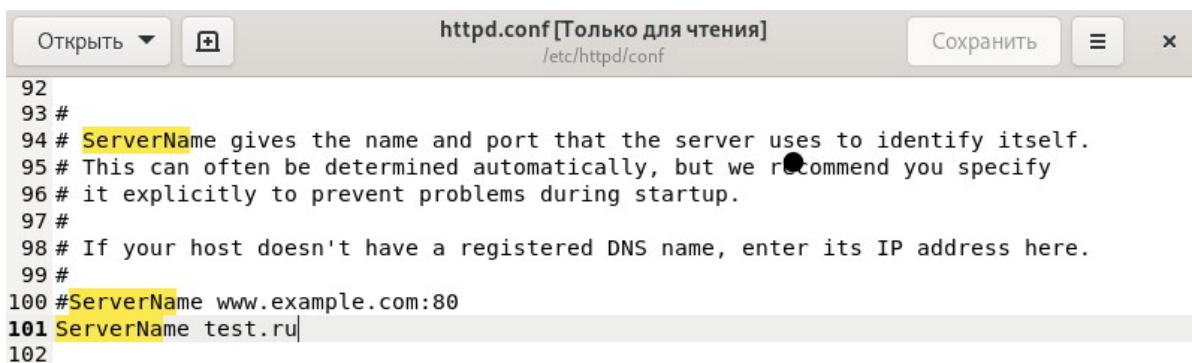 Открыть
httpd.conf [Только для чтения]
/etc/httpd/conf
Сохранить
92
93 #
94 # ServerName gives the name and port that the server uses to identify itself.
95 # This can often be determined automatically, but we recommend you specify
96 # it explicitly to prevent problems during startup.
97 #
98 # If your host doesn't have a registered DNS name, enter its IP address here.
99 #
100 #ServerName www.example.com:80
101 ServerName test.ru
102